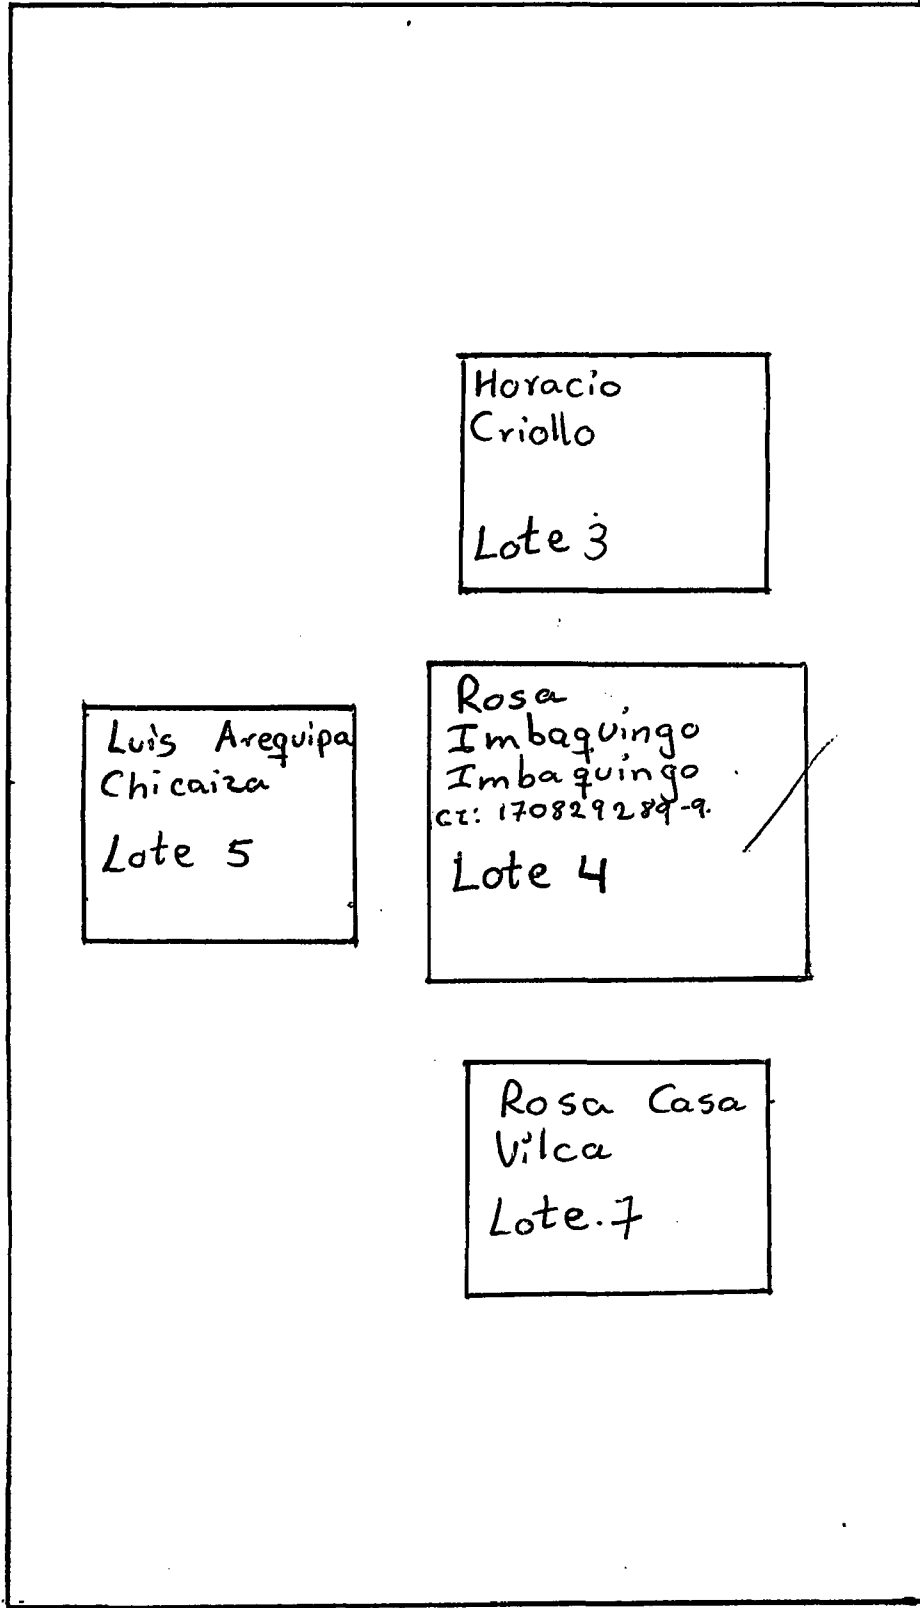 Horacio
Criollo
Lote 3
Luis Arequipa
Chicaiza
Lote 5
Rosa
Imbaquingo
Imbaquingo
CI: 170829289-9.
Lote 4
Rosa Casa
Vilca
Lote.7